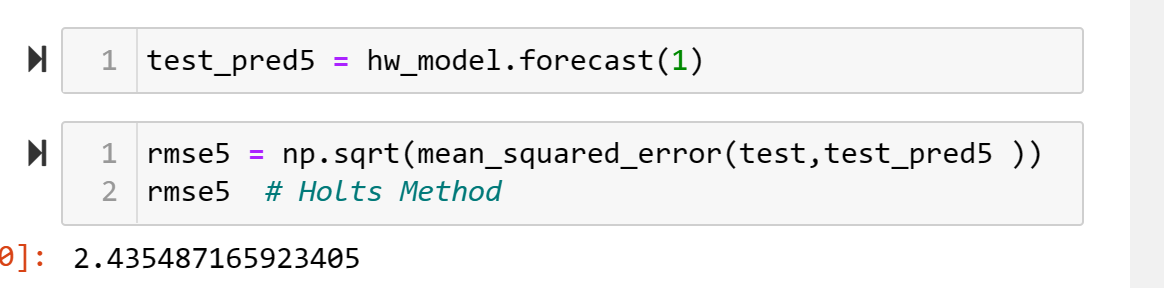 1 test_pred5 = hw_model.forecast(1)
1 rmse5 = np.sqrt(mean_squared_error(test,test_pred5 ))
2 rmse5  # Holts Method
0]: 2.435487165923405